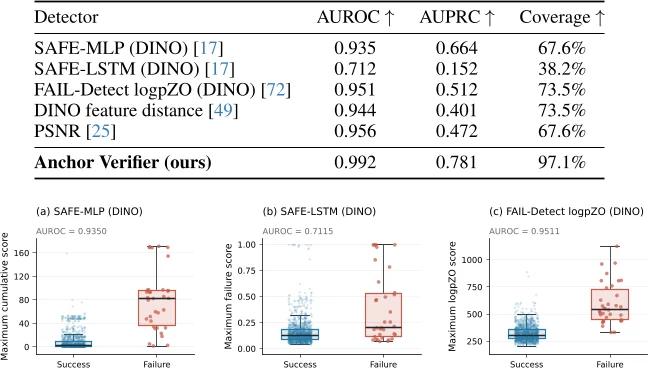 Detector AUROC ↑ AUPRC ↑ Coverage ↑
SAFE-MLP (DINO) [17] 0.935 0.664 67.6%
SAFE-LSTM (DINO) [17] 0.712 0.152 38.2%
FAIL-Detect logpZO (DINO) [72] 0.951 0.512 73.5%
DINO feature distance [49] 0.944 0.401 73.5%
PSNR [25] 0.956 0.472 67.6%
Anchor Verifier (ours) 0.992 0.781 97.1%
(a) SAFE-MLP (DINO)
AUROC = 0.9350
Maximum cumulative score
160
120
80
40
0
Success Failure
(b) SAFE-LSTM (DINO)
AUROC = 0.7115
Maximum failure score
1.00
0.75
0.50
0.25
0.00
Success Failure
(c) FAIL-Detect logpZO (DINO)
AUROC = 0.9511
Maximum logpZO score
1000
750
500
250
Success Failure